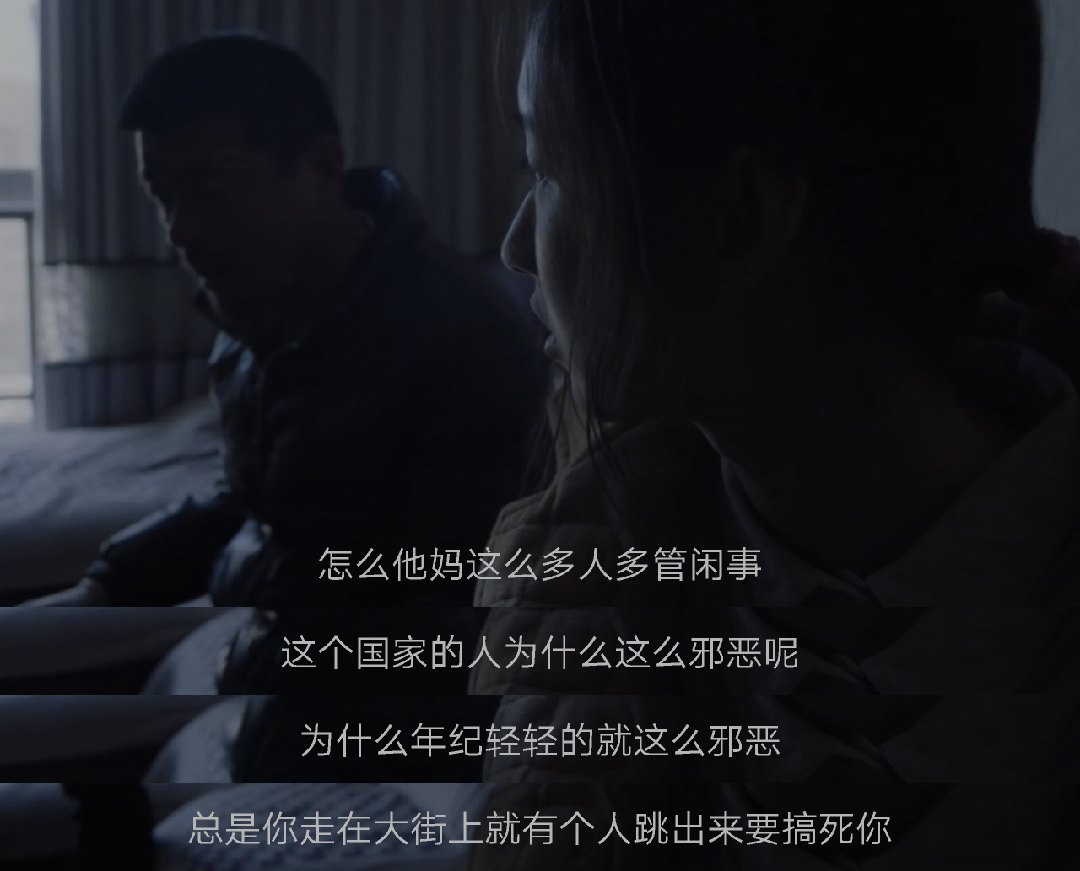 怎么他妈这么多人多管闲事
这个国家的人为什么这么邪恶呢
为什么年纪轻轻的就这么邪恶
总是你走在大街上就有个人跳出来要搞死你